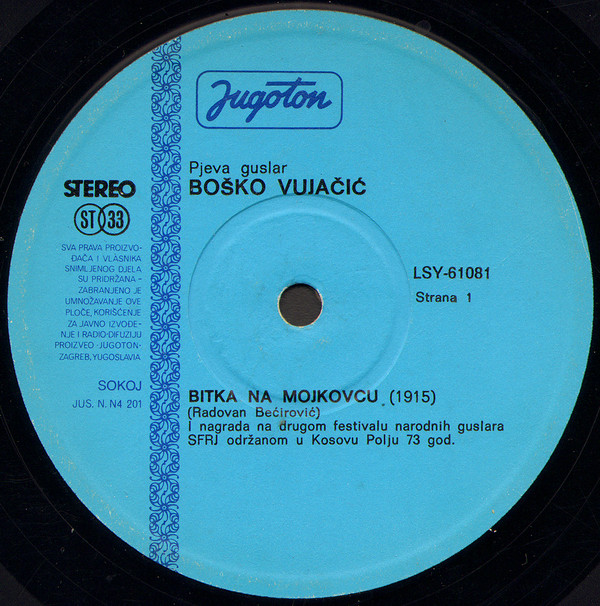 Jugoton
Pjeva guslar
BOŠKO VUJAČIĆ
STEREO
ST 33
SVA PRAVA PROIZVO-
ĐAČA I VLASNIKA
SNIMLJENOG DJELA
SU PRIDRŽANA -
ZABRANJENO JE
UMNOŽAVANJE OVE
PLOČE, KORIŠĆENJE
ZA JAVNO IZVOĐE-
NJE I RADIO-DIFUZIJU
PROIZVEO -JUGOTON-
ZAGREB, YUGOSLAVIA
SOKOJ
JUS. N. N4 201
LSY-61081
Strana 1
BITKA NA MOJKOVCU (1915)
(Radovan Bećirović)
I nagrada na drugom festivalu narodnih guslara
SFRJ održanom u Kosovu Polju 73 god.